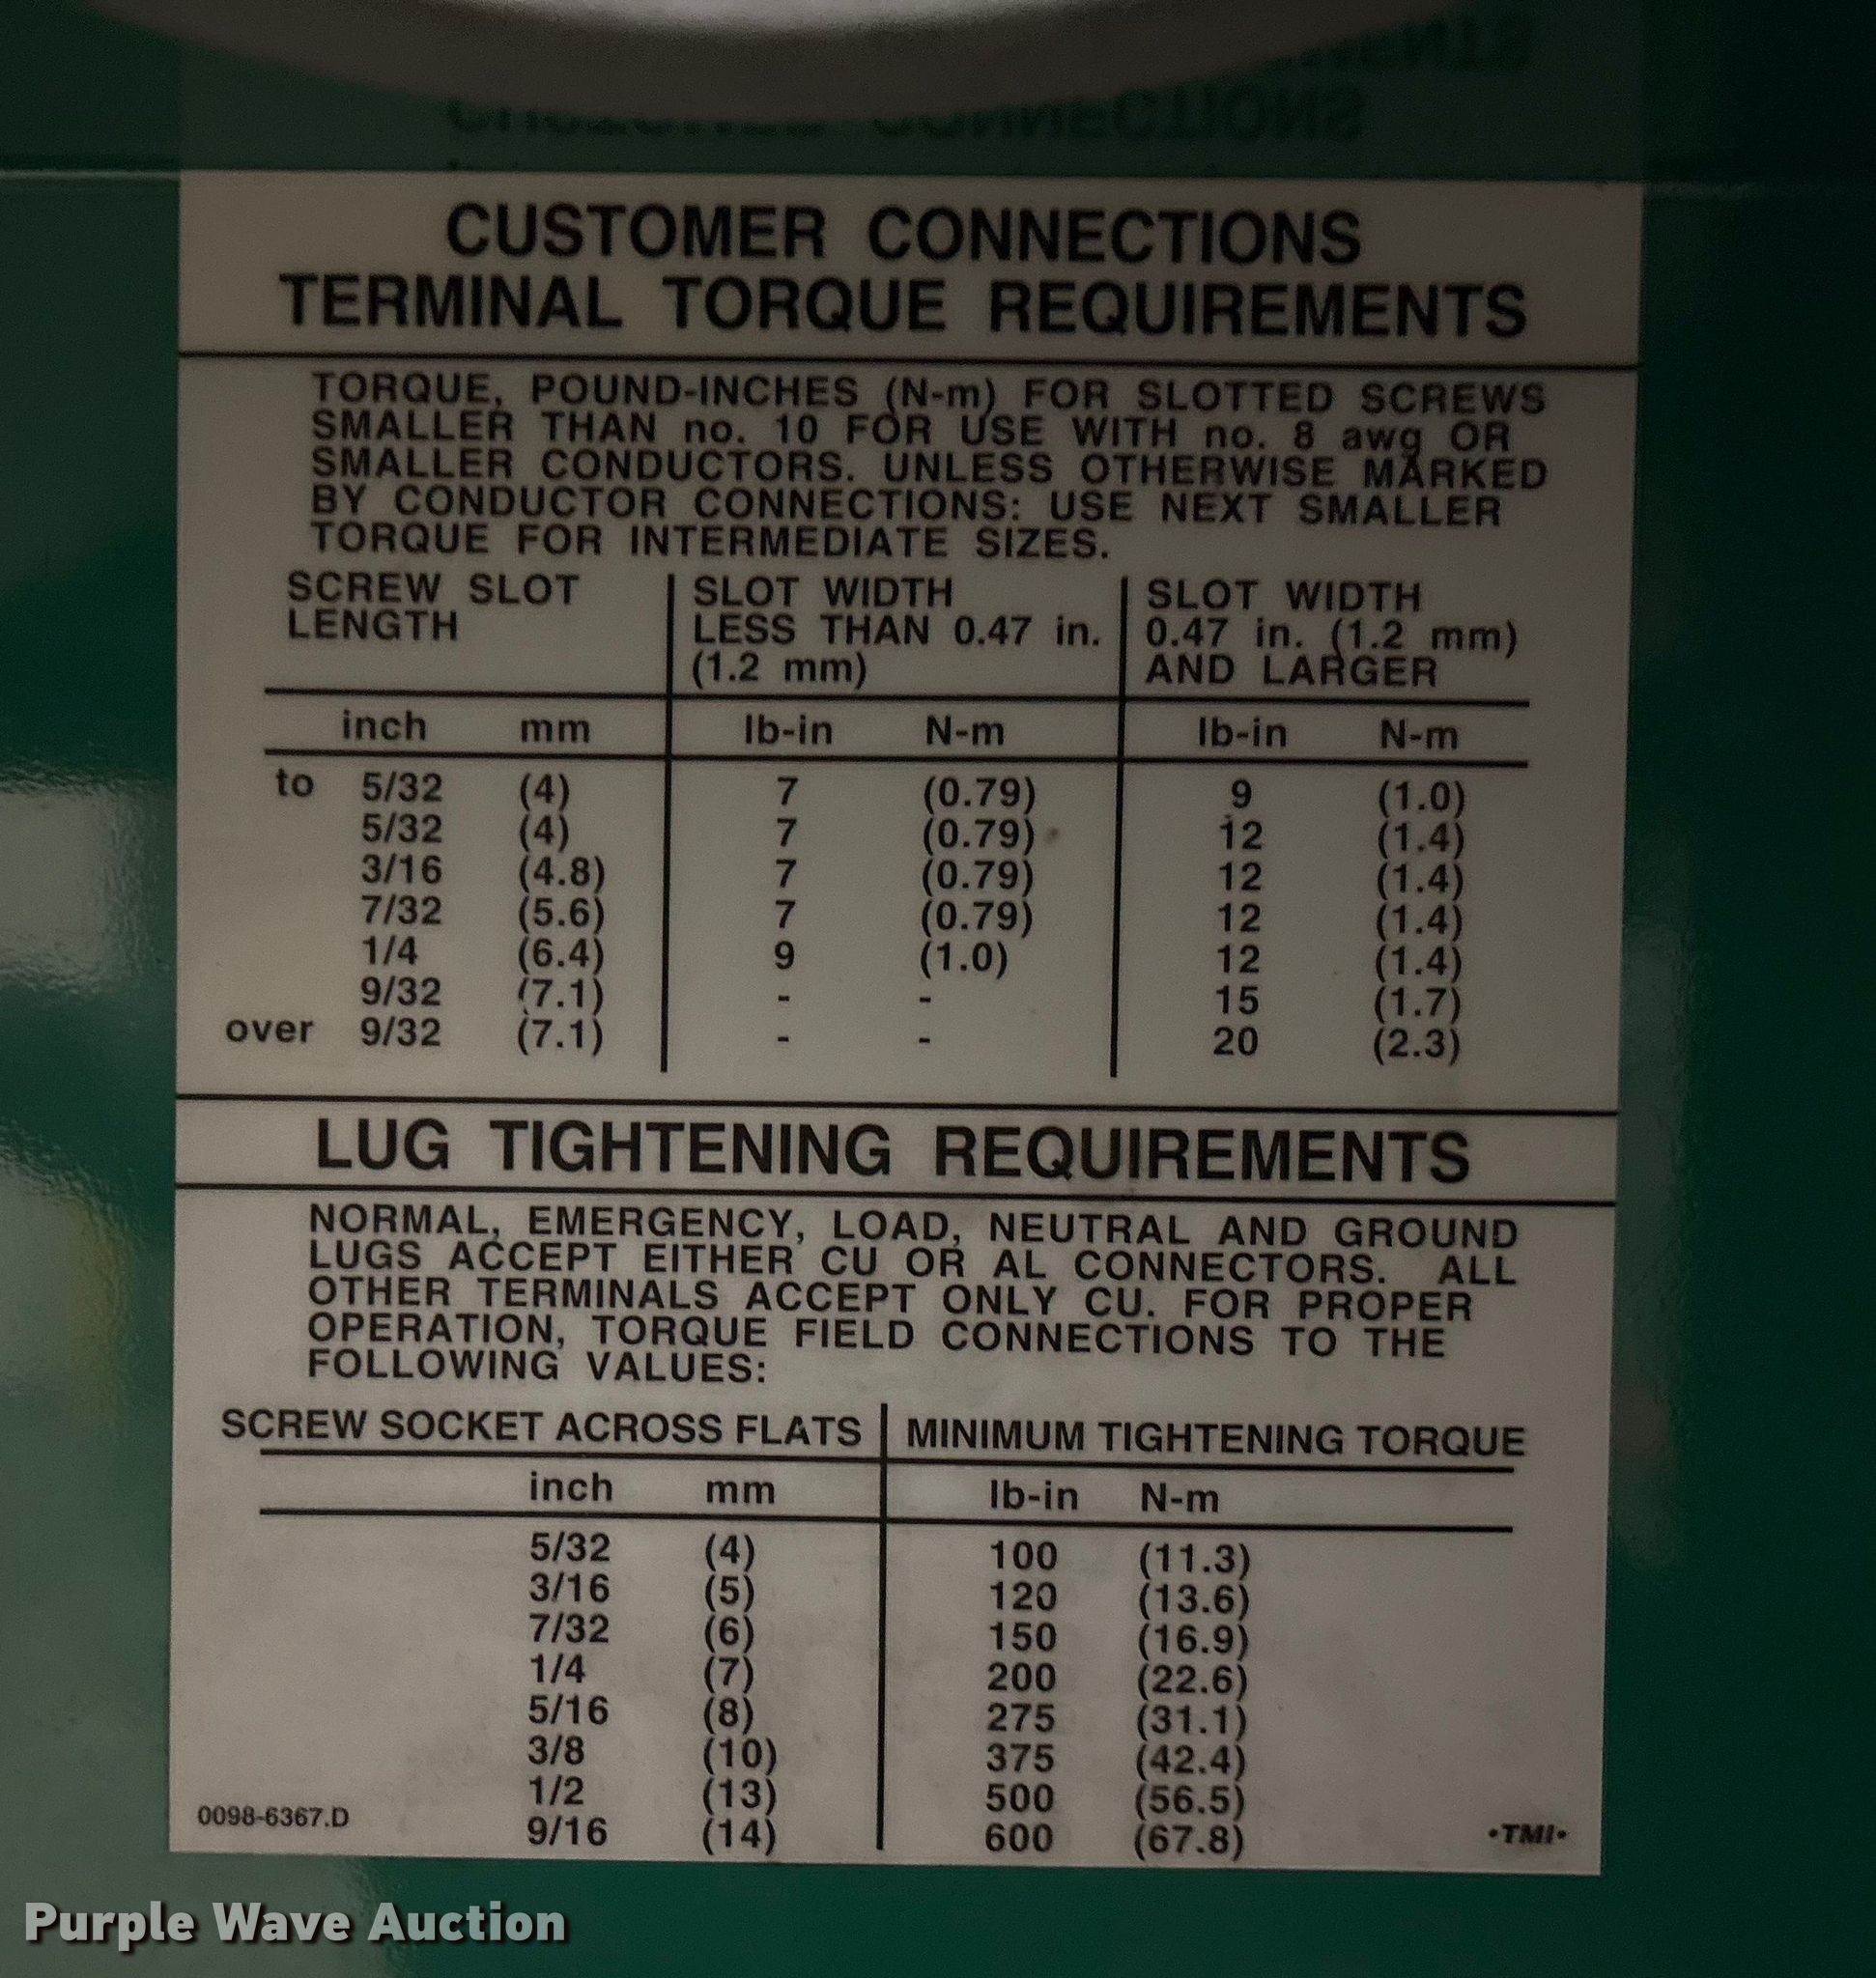 CUSTOMER CONNECTIONS
TERMINAL TORQUE REQUIREMENTS
TORQUE, POUND-INCHES (N-m) FOR SLOTTED SCREWS
SMALLER THAN no. 10 FOR USE WITH no. 8 awg OR
SMALLER CONDUCTORS. UNLESS OTHERWISE MARKED
BY CONDUCTOR CONNECTIONS: USE NEXT SMALLER
TORQUE FOR INTERMEDIATE SIZES.
SCREW SLOT SLOT WIDTH SLOT WIDTH
LENGTH LESS THAN 0.47 in. 0.47 in. (1.2 mm)
(1.2 mm) AND LARGER
inch mm lb-in N-m lb-in N-m
to 5/32 (4) 7 (0.79) 9 (1.0)
5/32 (4) 7 (0.79) 12 (1.4)
3/16 (4.8) 7 (0.79) 12 (1.4)
7/32 (5.6) 7 (0.79) 12 (1.4)
1/4 (6.4) 9 (1.0) 12 (1.4)
9/32 (7.1) - - 15 (1.7)
over 9/32 (7.1) - - 20 (2.3)
LUG TIGHTENING REQUIREMENTS
NORMAL, EMERGENCY, LOAD, NEUTRAL AND GROUND
LUGS ACCEPT EITHER CU OR AL CONNECTORS. ALL
OTHER TERMINALS ACCEPT ONLY CU. FOR PROPER
OPERATION, TORQUE FIELD CONNECTIONS TO THE
FOLLOWING VALUES:
SCREW SOCKET ACROSS FLATS MINIMUM TIGHTENING TORQUE
inch mm lb-in N-m
5/32 (4) 100 (11.3)
3/16 (5) 120 (13.6)
7/32 (6) 150 (16.9)
1/4 (7) 200 (22.6)
5/16 (8) 275 (31.1)
3/8 (10) 375 (42.4)
1/2 (13) 500 (56.5)
9/16 (14) 600 (67.8)
0098-6367.D
•TMI•
Purple Wave Auction